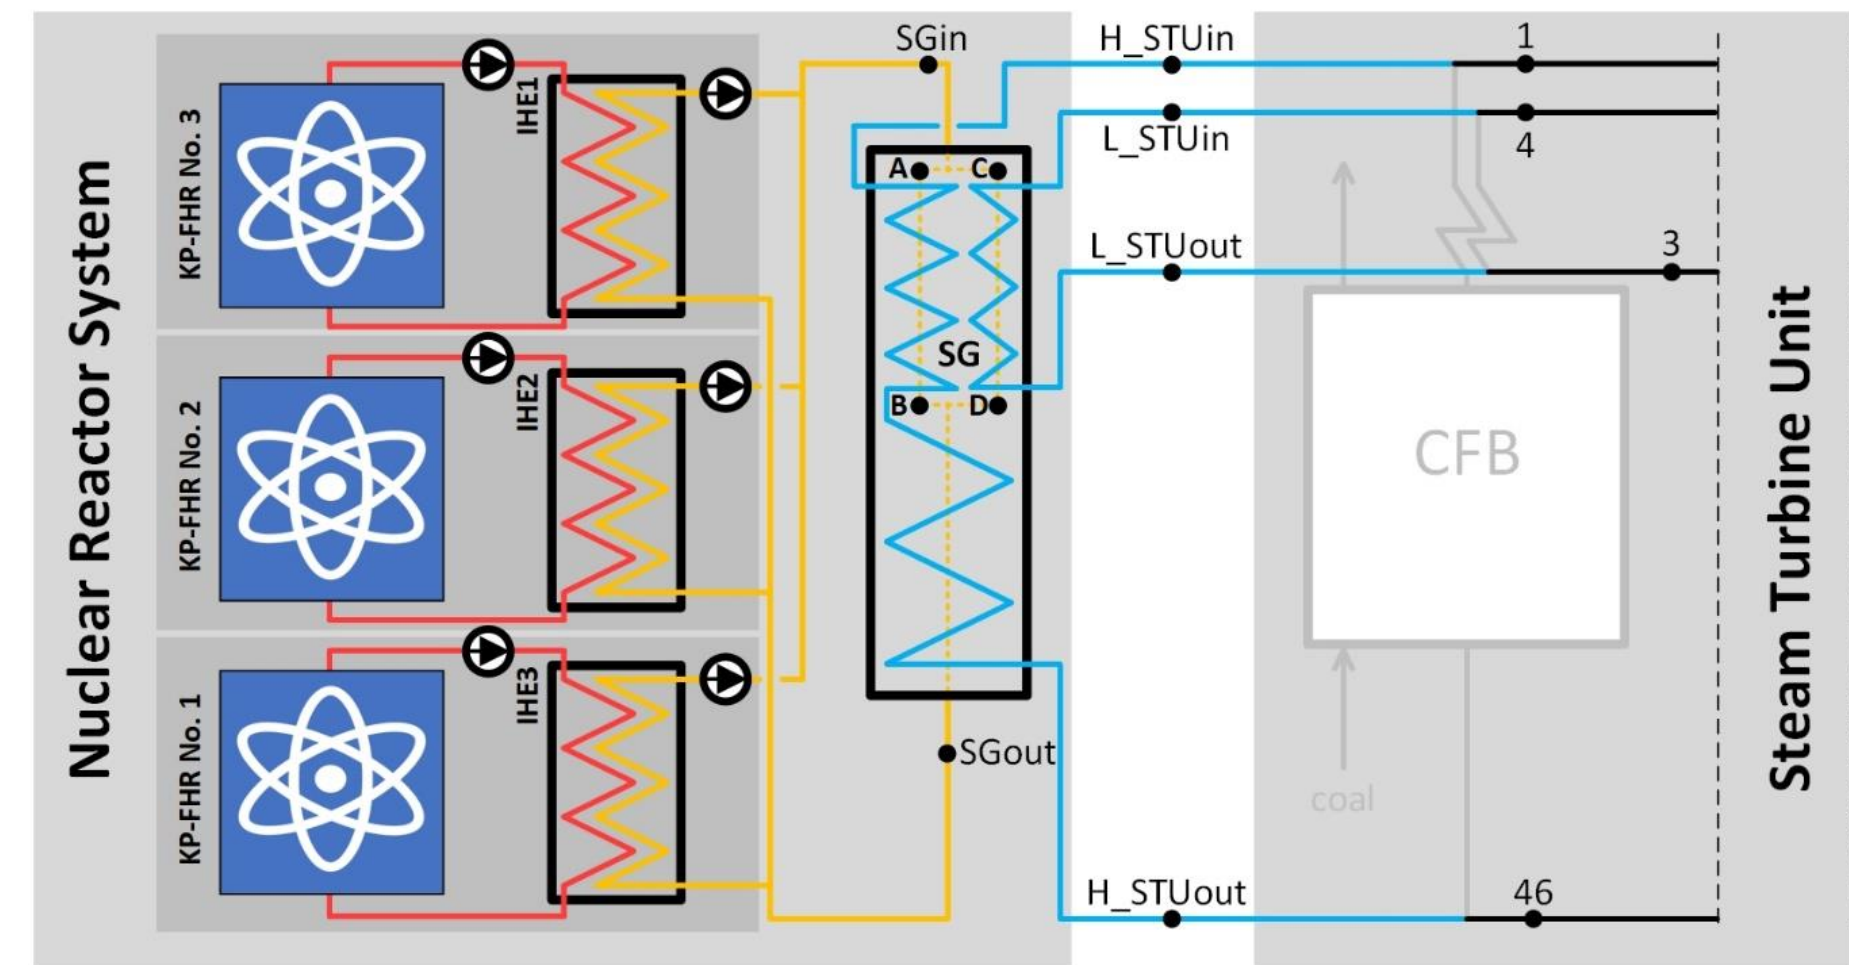 Nuclear Reactor System
KP-FHR No. 3
IHE1
KP-FHR No. 2
IHE2
KP-FHR No. 1
IHE3
SGin
H_STUin
1
L_STUin
4
A
C
L_STUout
3
SG
B
D
CFB
SGout
coal
H_STUout
46
Steam Turbine Unit